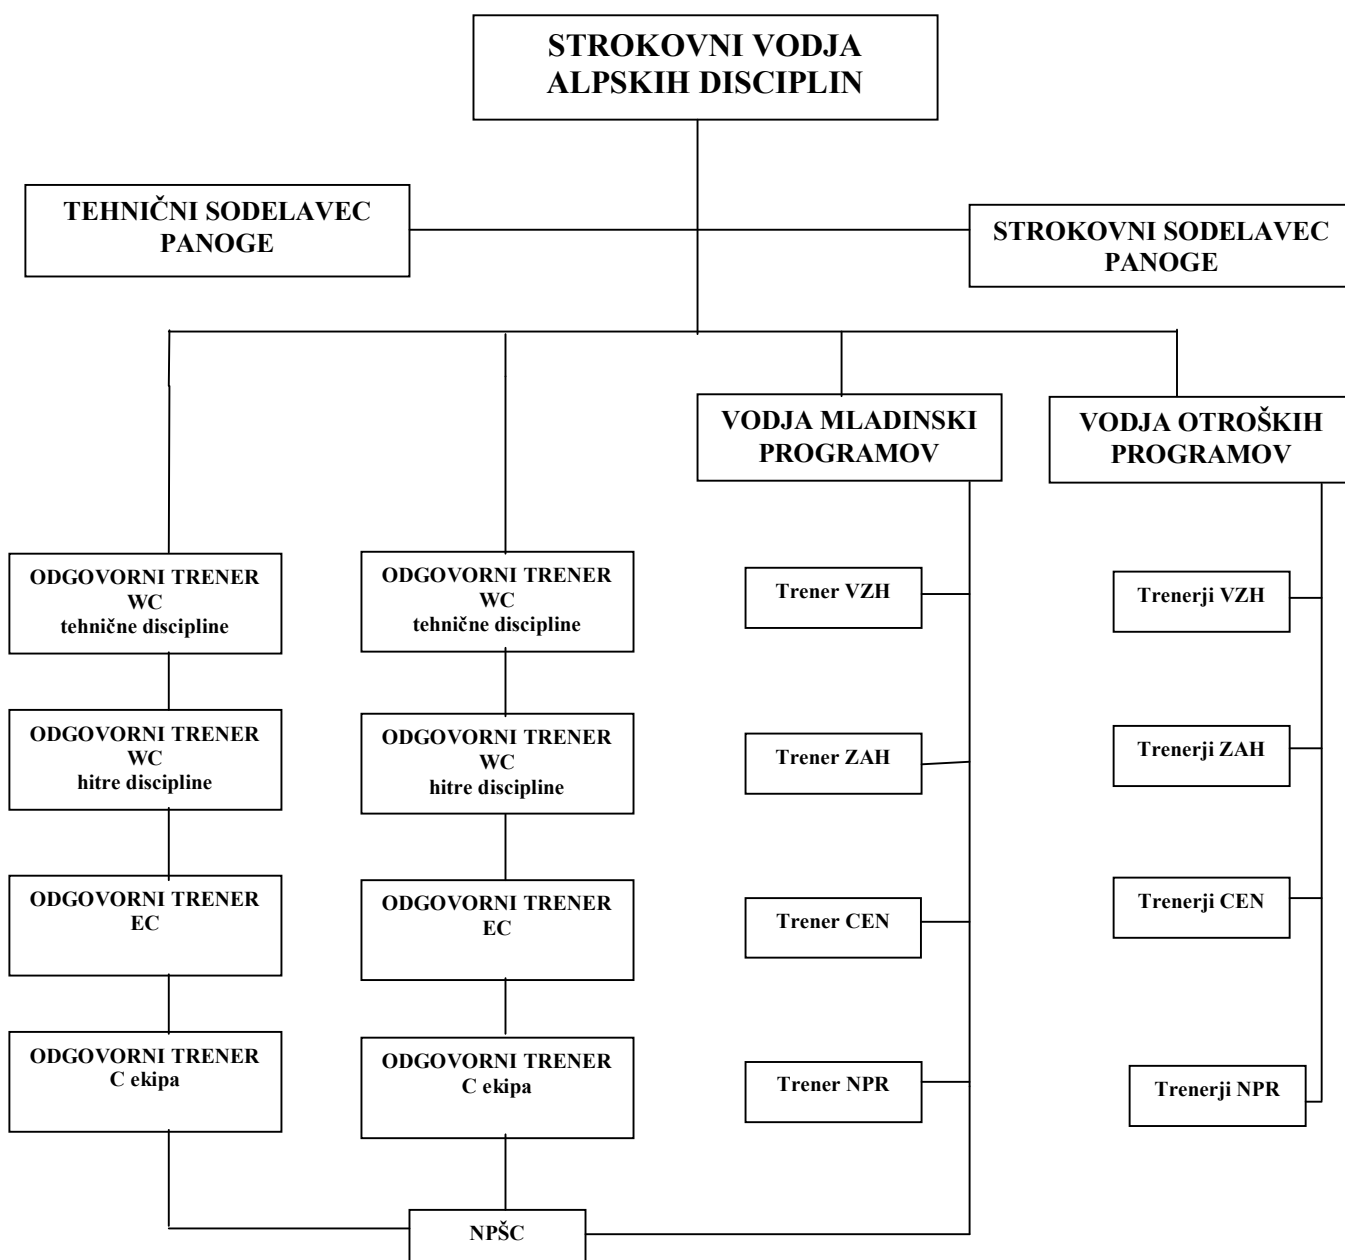 STROKOVNI VODJA
ALPSKIH DISCIPLIN
TEHNIČNI SODELAVEC
PANOGE
STROKOVNI SODELAVEC
PANOGE
VODJA MLADINSKI
PROGRAMOV
VODJA OTROŠKIH
PROGRAMOV
ODGOVORNI TRENER
WC
tehnične discipline
ODGOVORNI TRENER
WC
tehnične discipline
Trener VZH
Trenerji VZH
ODGOVORNI TRENER
WC
hitre discipline
ODGOVORNI TRENER
WC
hitre discipline
Trener ZAH
Trenerji ZAH
ODGOVORNI TRENER
EC
ODGOVORNI TRENER
EC
Trener CEN
Trenerji CEN
ODGOVORNI TRENER
C ekipa
ODGOVORNI TRENER
C ekipa
Trener NPR
Trenerji NPR
NPŠC